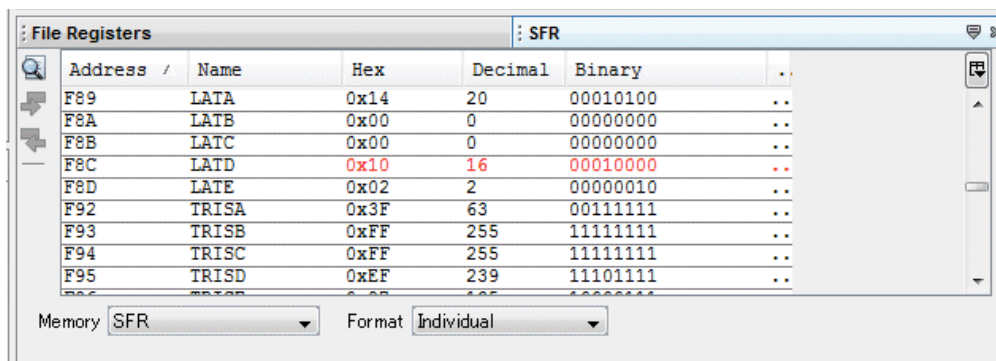 File Registers SFR
Address / Name Hex Decimal Binary ..
F89 LATA 0x14 20 00010100 ..
F8A LATB 0x00 0 00000000 ..
F8B LATC 0x00 0 00000000 ..
F8C LATD 0x10 16 00010000 ..
F8D LATE 0x02 2 00000010 ..
F92 TRISA 0x3F 63 00111111 ..
F93 TRISB 0xFF 255 11111111 ..
F94 TRISC 0xFF 255 11111111 ..
F95 TRISD 0xEF 239 11101111 ..
Memory SFR Format Individual